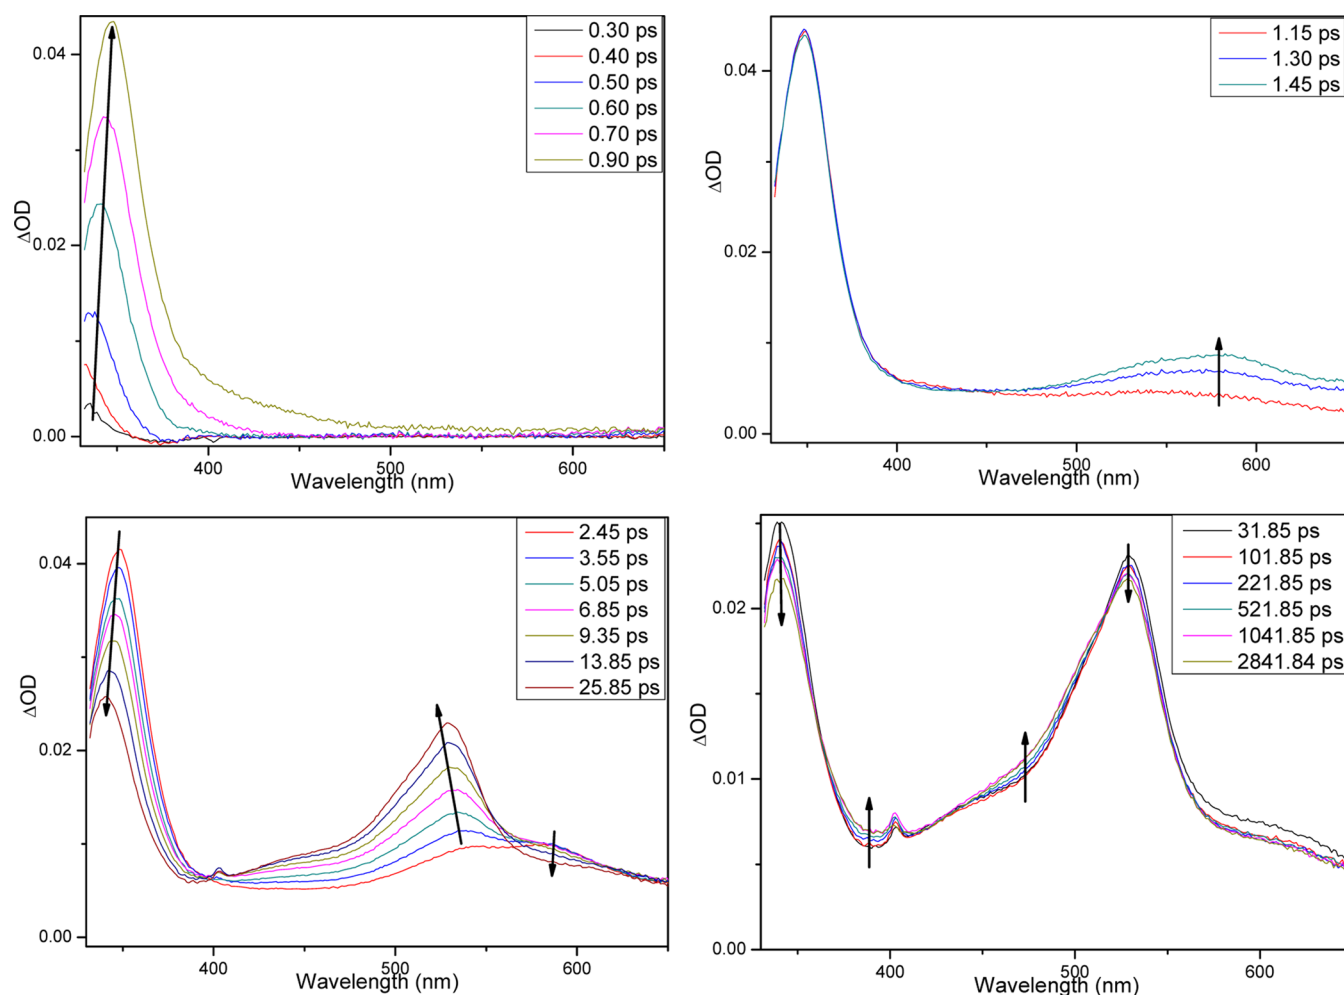 0.04
0.02
0.00
ΔOD
400
600
Wavelength (nm)
0.30 ps
0.40 ps
0.50 ps
0.60 ps
0.70 ps
0.90 ps
0.04
0.02
0.00
ΔOD
400
500
600
Wavelength (nm)
1.15 ps
1.30 ps
1.45 ps
0.04
0.02
0.00
ΔOD
400
500
600
Wavelength (nm)
2.45 ps
3.55 ps
5.05 ps
6.85 ps
9.35 ps
13.85 ps
25.85 ps
0.02
0.01
0.00
ΔOD
400
500
600
Wavelength (nm)
31.85 ps
101.85 ps
221.85 ps
521.85 ps
1041.85 ps
2841.84 ps